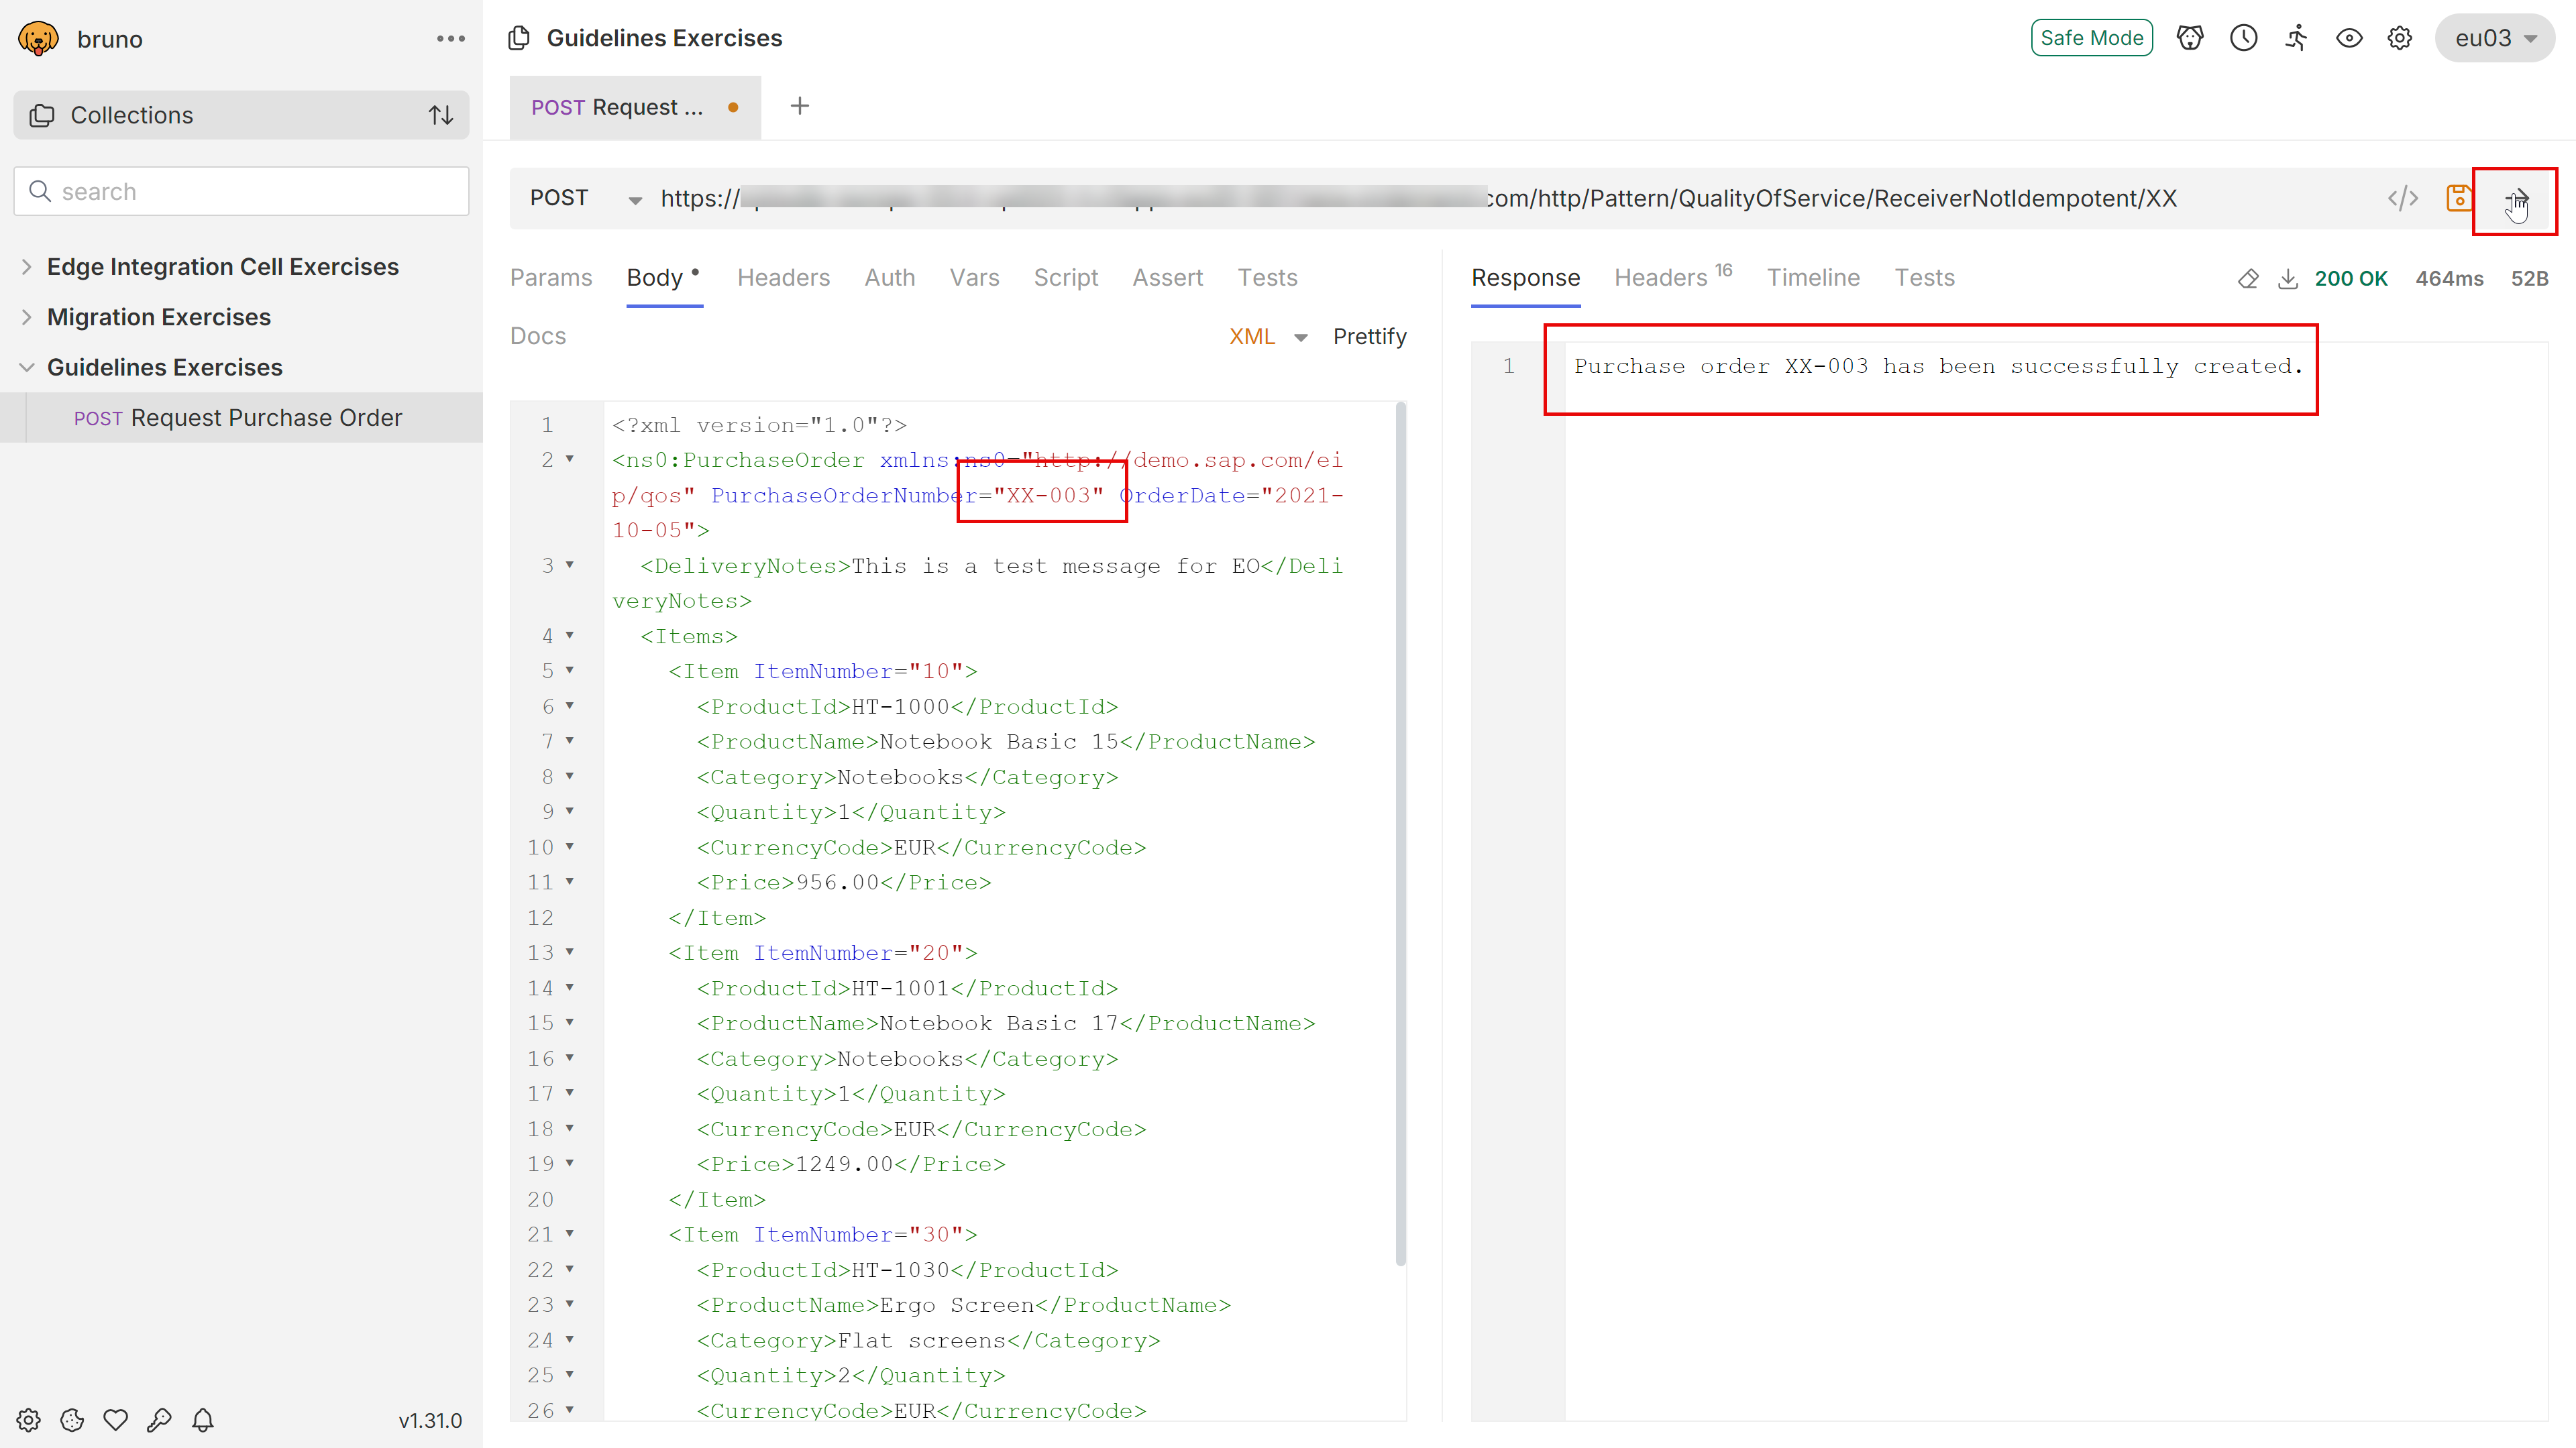 bruno
Collections
search
Edge Integration Cell Exercises
Migration Exercises
Guidelines Exercises
POST Request Purchase Order
v1.31.0
Guidelines Exercises
Safe Mode
eu03
POST Request ...
POST https://
com/http/Pattern/QualityOfService/ReceiverNotIdempotent/XX
Params Body Headers Auth Vars Script Assert Tests
Docs
XML Prettify
1 <?xml version="1.0"?>
2 <ns0:PurchaseOrder xmlns:ns0="http://demo.sap.com/ei
p/qos" PurchaseOrderNumber="XX-003" OrderDate="2021-
10-05">
3 <DeliveryNotes>This is a test message for EO</Deli
veryNotes>
4 <Items>
5 <Item ItemNumber="10">
6 <ProductId>HT-1000</ProductId>
7 <ProductName>Notebook Basic 15</ProductName>
8 <Category>Notebooks</Category>
9 <Quantity>1</Quantity>
10 <CurrencyCode>EUR</CurrencyCode>
11 <Price>956.00</Price>
12 </Item>
13 <Item ItemNumber="20">
14 <ProductId>HT-1001</ProductId>
15 <ProductName>Notebook Basic 17</ProductName>
16 <Category>Notebooks</Category>
17 <Quantity>1</Quantity>
18 <CurrencyCode>EUR</CurrencyCode>
19 <Price>1249.00</Price>
20 </Item>
21 <Item ItemNumber="30">
22 <ProductId>HT-1030</ProductId>
23 <ProductName>Ergo Screen</ProductName>
24 <Category>Flat screens</Category>
25 <Quantity>2</Quantity>
26 <CurrencyCode>EUR</CurrencyCode>
Response Headers 16 Timeline Tests
200 OK 464ms 52B
1 Purchase order XX-003 has been successfully created.